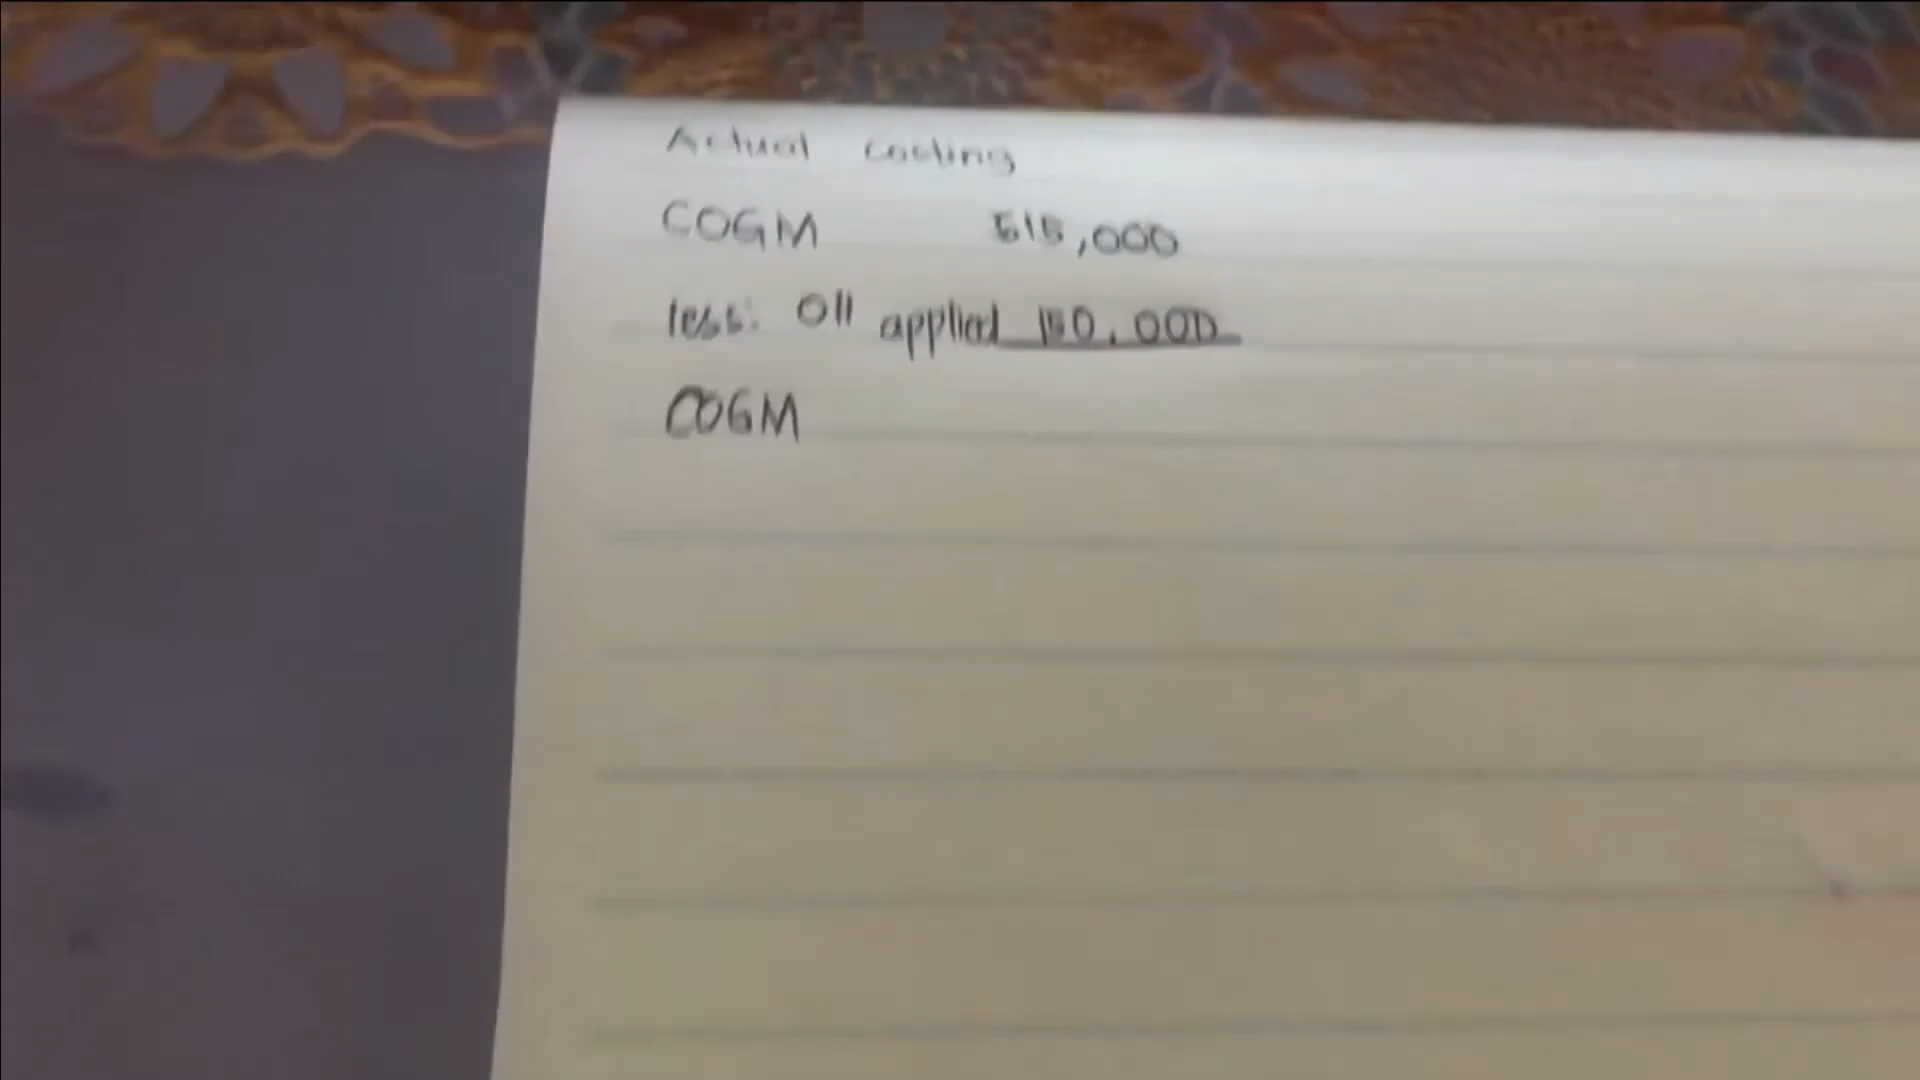 Actual costing
COGM 515,000
less: OH applied 150,000
COGM